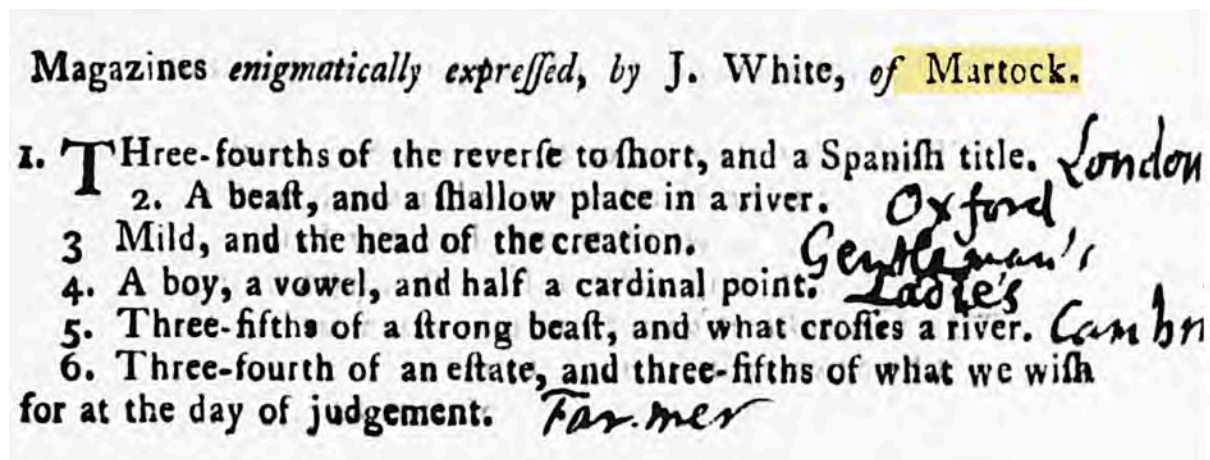 Magazines enigmatically expreſſed, by J. White, of Martock.
1. THree-fourths of the reverſe to ſhort, and a Spaniſh title. London
2. A beaſt, and a ſhallow place in a river. Oxford
3 Mild, and the head of the creation. Gentleman's
4. A boy, a vowel, and half a cardinal point. Ladie's
5. Three-fifths of a ſtrong beaſt, and what croſſes a river. Cambri
6. Three-fourth of an eſtate, and three-fifths of what we wiſh
for at the day of judgement. Far.mer